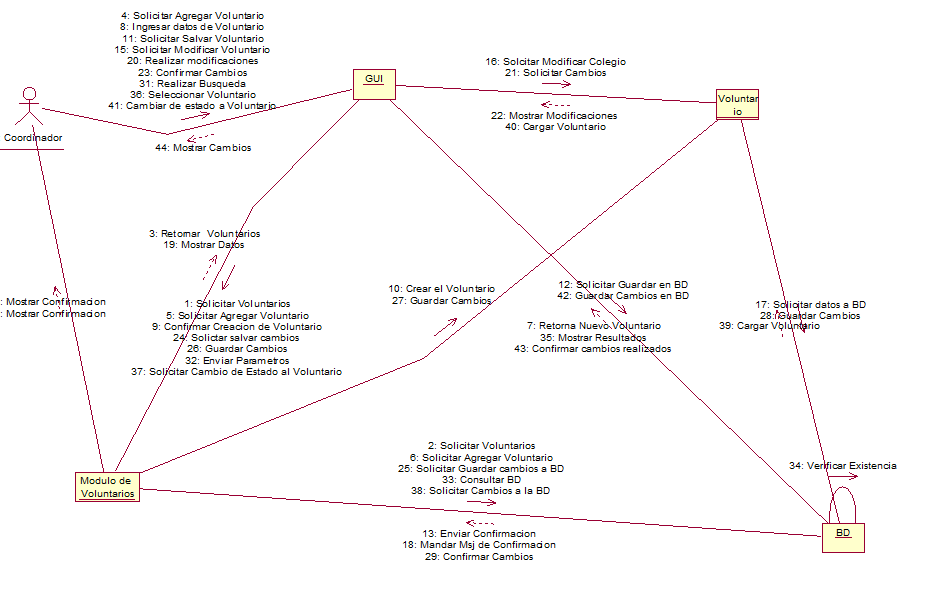 4: Solicitar Agregar Voluntario
8: Ingresar datos de Voluntario
11: Solicitar Salvar Voluntario
15: Solicitar Modificar Voluntario
20: Realizar modificaciones
23: Confirmar Cambios
31: Realizar Busqueda
36: Seleccionar Voluntario
41: Cambiar de estado a Voluntario
GUI
16: Solcitar Modificar Colegio
21: Solicitar Cambios
Voluntar
io
22: Mostrar Modificaciones
40: Cargar Voluntario
Coordinador
44: Mostrar Cambios
3: Retornar Voluntarios
19: Mostrar Datos
: Mostrar Confirmacion
: Mostrar Confirmacion
1: Solicitar Voluntarios
5: Solicitar Agregar Voluntario
9: Confirmar Creacion de Voluntario
24: Solictar salvar cambios
26: Guardar Cambios
32: Enviar Parametros
37: Solicitar Cambio de Estado al Voluntario
10: Crear el Voluntario
27: Guardar Cambios
12: Solicitar Guardar en BD
42: Guardar Cambios en BD
7: Retorna Nuevo Voluntario
35: Mostrar Resultados
43: Confirmar cambios realizados
17: Solicitar datos a BD
28: Guardar Cambios
39: Cargar Voluntario
2: Solicitar Voluntarios
6: Solicitar Agregar Voluntario
25: Solicitar Guardar cambios a BD
33: Consultar BD
38: Solicitar Cambios a la BD
34: Verificar Existencia
Modulo de
Voluntarios
13: Enviar Confirmacion
18: Mandar Msj de Confirmacion
29: Confirmar Cambios
BD